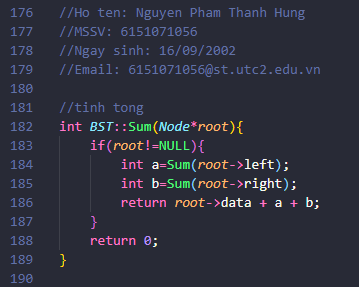 176 //Ho ten: Nguyen Pham Thanh Hung
177 //MSSV: 6151071056
178 //Ngay sinh: 16/09/2002
179 //Email: 6151071056@st.utc2.edu.vn
180
181 //tinh tong
182 int BST::Sum(Node*root){
183     if(root!=NULL){
184         int a=Sum(root->left);
185         int b=Sum(root->right);
186         return root->data + a + b;
187     }
188     return 0;
189 }
190